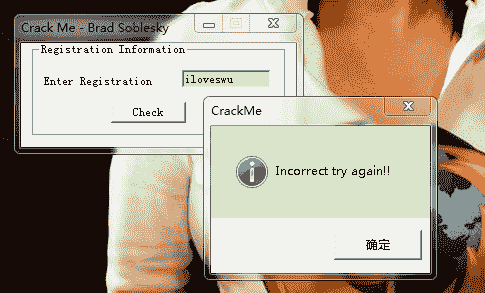 Crack Me - Brad Soblesky
Registration Information
Enter Registration
iloveswu
Check
CrackMe
Incorrect try again!!
确定